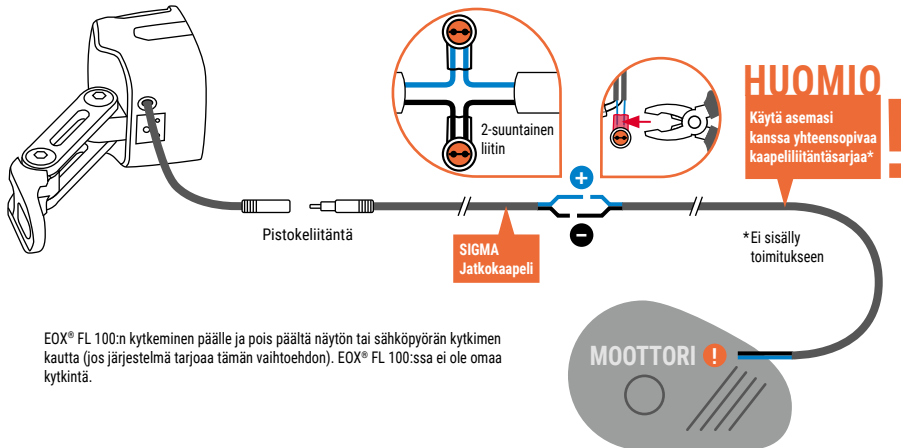 2-suuntainen
liitin
HUOMIO
!
Käytä asemasi
kanssa yhteensopivaa
kaapeliliitäntäsarjaa*
+
–
Pistokeliitäntä
SIGMA
Jatkokaapeli
*Ei sisälly
toimitukseen
EOX® FL 100:n kytkeminen päälle ja pois päältä näytön tai sähköpyörän kytkimen
kautta (jos järjestelmä tarjoaa tämän vaihtoehdon). EOX® FL 100:ssa ei ole omaa
kytkintä.
MOOTTORI !